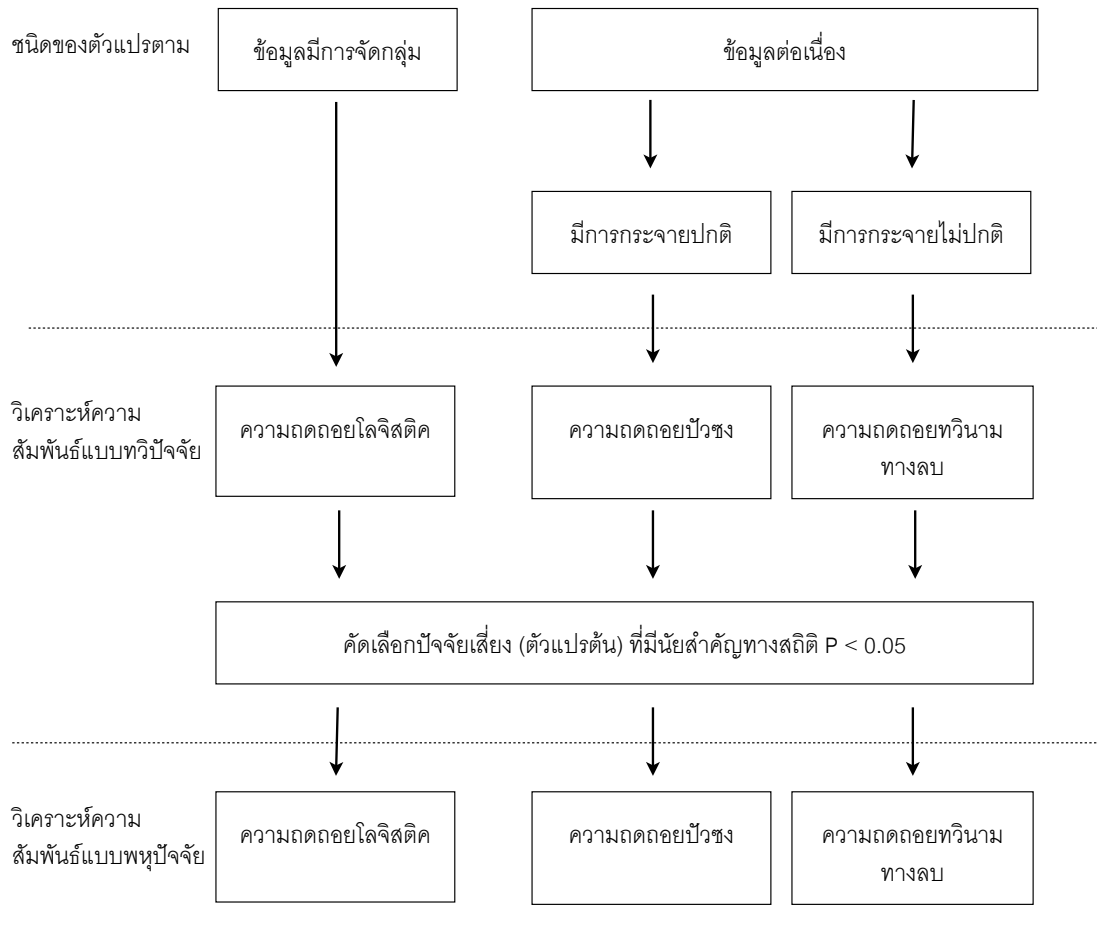 ชนิดของตัวแปรตาม
ข้อมูลมีการจัดกลุ่ม
ข้อมูลต่อเนื่อง
มีการกระจายปกติ
มีการกระจายไม่ปกติ
วิเคราะห์ความ
สัมพันธ์แบบทวิปัจจัย
ความถดถอยโลจิสติค
ความถดถอยปัวซง
ความถดถอยทวินาม
ทางลบ
คัดเลือกปัจจัยเสี่ยง (ตัวแปรต้น) ที่มีนัยสำคัญทางสถิติ P < 0.05
วิเคราะห์ความ
สัมพันธ์แบบพหุปัจจัย
ความถดถอยโลจิสติค
ความถดถอยปัวซง
ความถดถอยทวินาม
ทางลบ